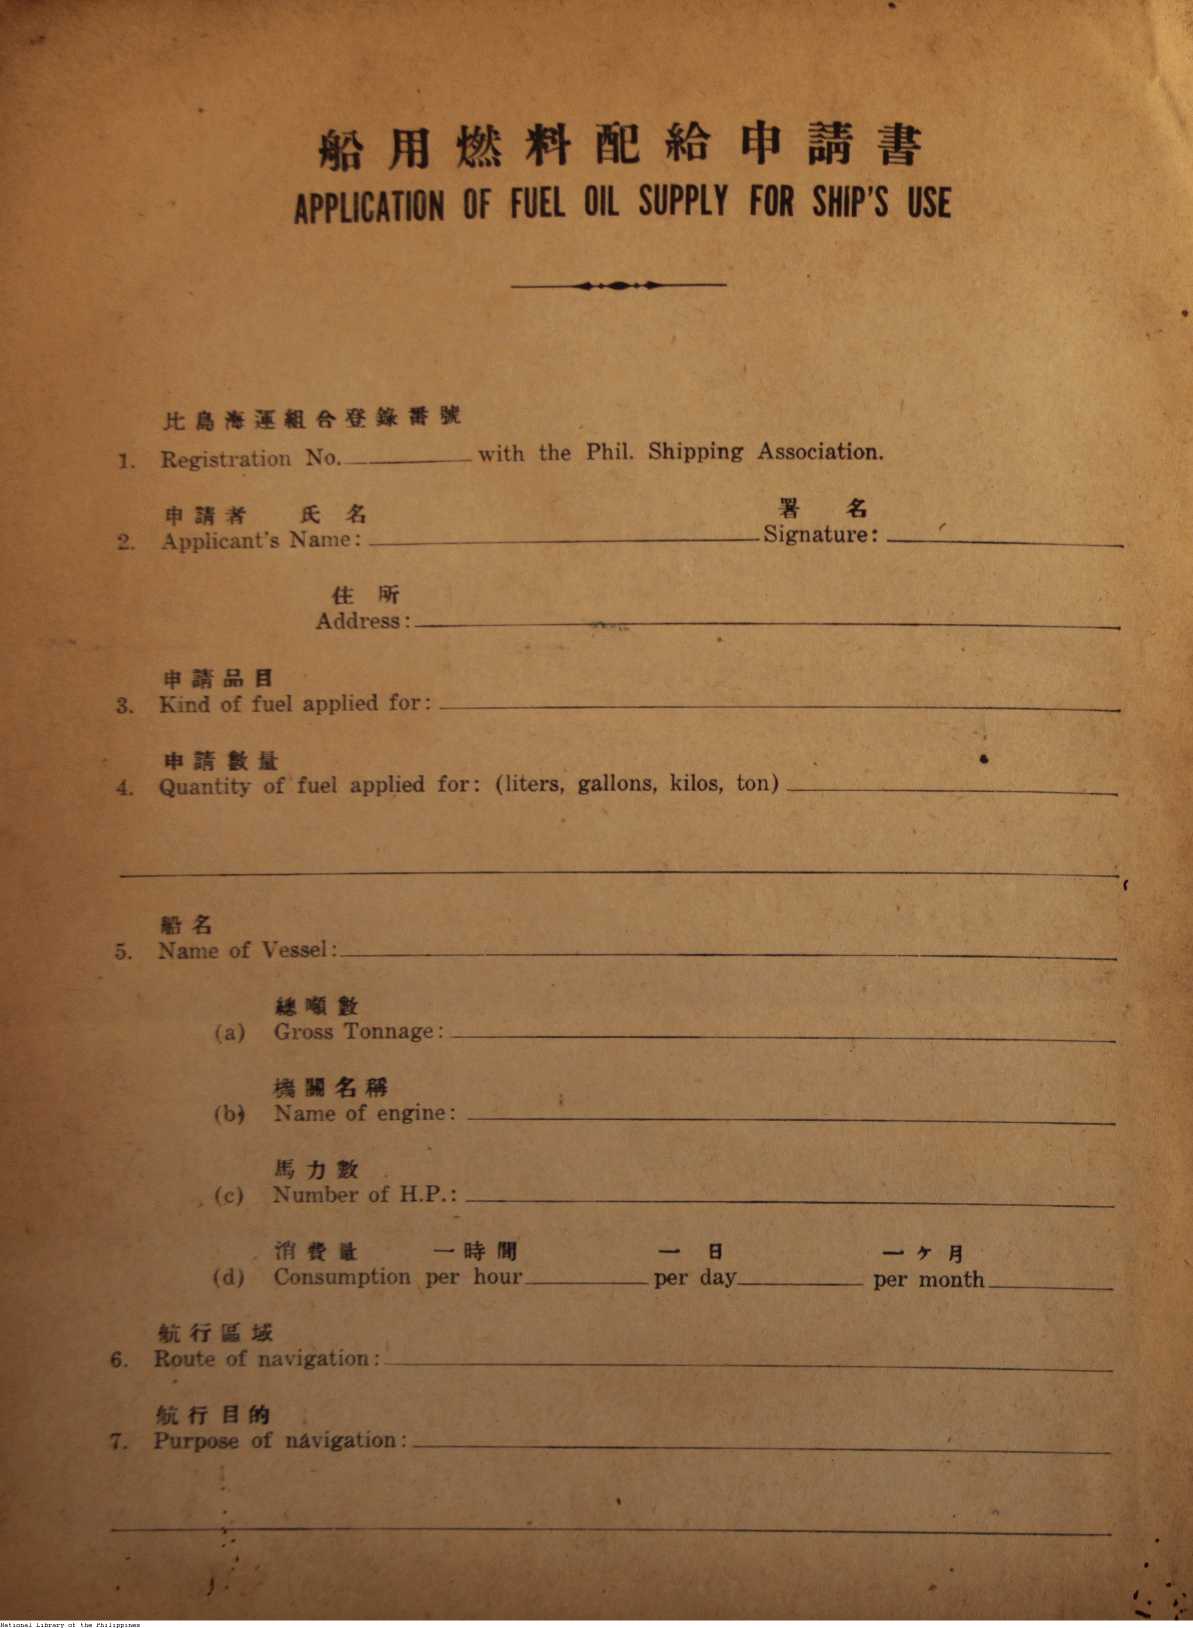 船用燃料配給申請書
APPLICATION OF FUEL OIL SUPPLY FOR SHIP'S USE
比島海運組合登錄番號
1. Registration No. with the Phil. Shipping Association.
申請者 氏名 署名
2. Applicant's Name: Signature:
住所
Address:
申請品目
3. Kind of fuel applied for:
申請數量
4. Quantity of fuel applied for: (liters, gallons, kilos, ton)
船名
5. Name of Vessel:
總噸數
(a) Gross Tonnage:
機關名稱
(b) Name of engine:
馬力數
(c) Number of H.P.:
消費量 一時間 一日 一ケ月
(d) Consumption per hour per day per month
航行區域
6. Route of navigation:
航行目的
7. Purpose of navigation:
National Library of the Philippines